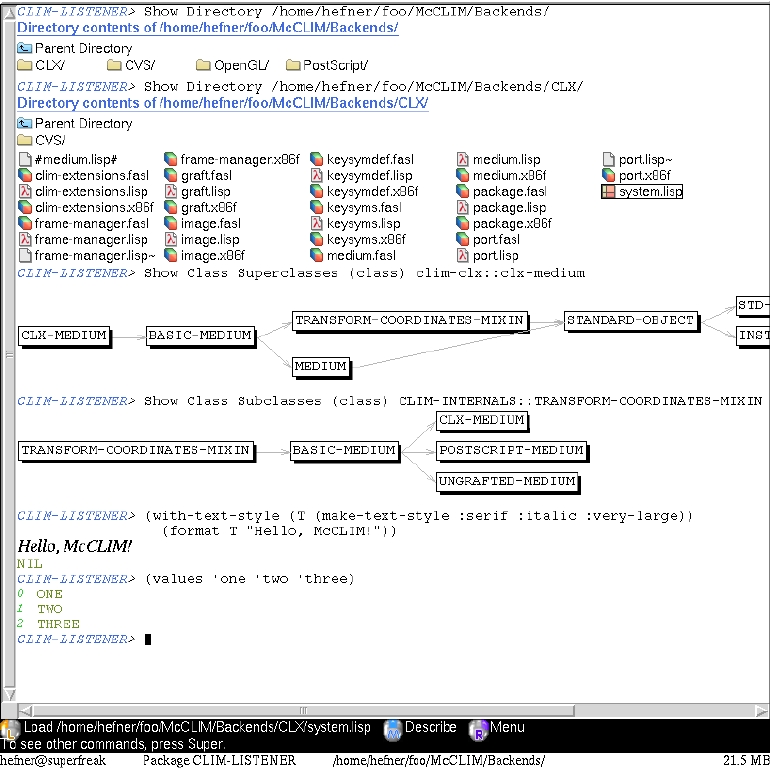 CLIM-LISTENER> Show Directory /home/hefner/foo/McCLIM/Backends/
Directory contents of /home/hefner/foo/McCLIM/Backends/
Parent Directory
CLX/ CVS/ OpenGL/ PostScript/
CLIM-LISTENER> Show Directory /home/hefner/foo/McCLIM/Backends/CLX/
Directory contents of /home/hefner/foo/McCLIM/Backends/CLX/
Parent Directory
CVS/
#medium.lisp# frame-manager.x86f keysymdef.fasl medium.lisp port.lisp~
clim-extensions.fasl graft.fasl keysymdef.lisp medium.x86f port.x86f
clim-extensions.lisp graft.lisp keysymdef.x86f package.fasl system.lisp
clim-extensions.x86f graft.x86f keysyms.fasl package.lisp
frame-manager.fasl image.fasl keysyms.lisp package.x86f
frame-manager.lisp image.lisp keysyms.x86f port.fasl
frame-manager.lisp~ image.x86f medium.fasl port.lisp
CLIM-LISTENER> Show Class Superclasses (class) clim-clx::clx-medium
STD-
TRANSFORM-COORDINATES-MIXIN STANDARD-OBJECT
CLX-MEDIUM BASIC-MEDIUM INST
MEDIUM
CLIM-LISTENER> Show Class Subclasses (class) CLIM-INTERNALS::TRANSFORM-COORDINATES-MIXIN
CLX-MEDIUM
TRANSFORM-COORDINATES-MIXIN BASIC-MEDIUM POSTSCRIPT-MEDIUM
UNGRAFTED-MEDIUM
CLIM-LISTENER> (with-text-style (T (make-text-style :serif :italic :very-large))
(format T "Hello, McCLIM!"))
Hello, McCLIM!
NIL
CLIM-LISTENER> (values 'one 'two 'three)
0 ONE
1 TWO
2 THREE
CLIM-LISTENER>
L Load /home/hefner/foo/McCLIM/Backends/CLX/system.lisp M Describe R Menu
To see other commands, press Super.
hefner@superfreak Package CLIM-LISTENER /home/hefner/foo/McCLIM/Backends/ 21.5 MB